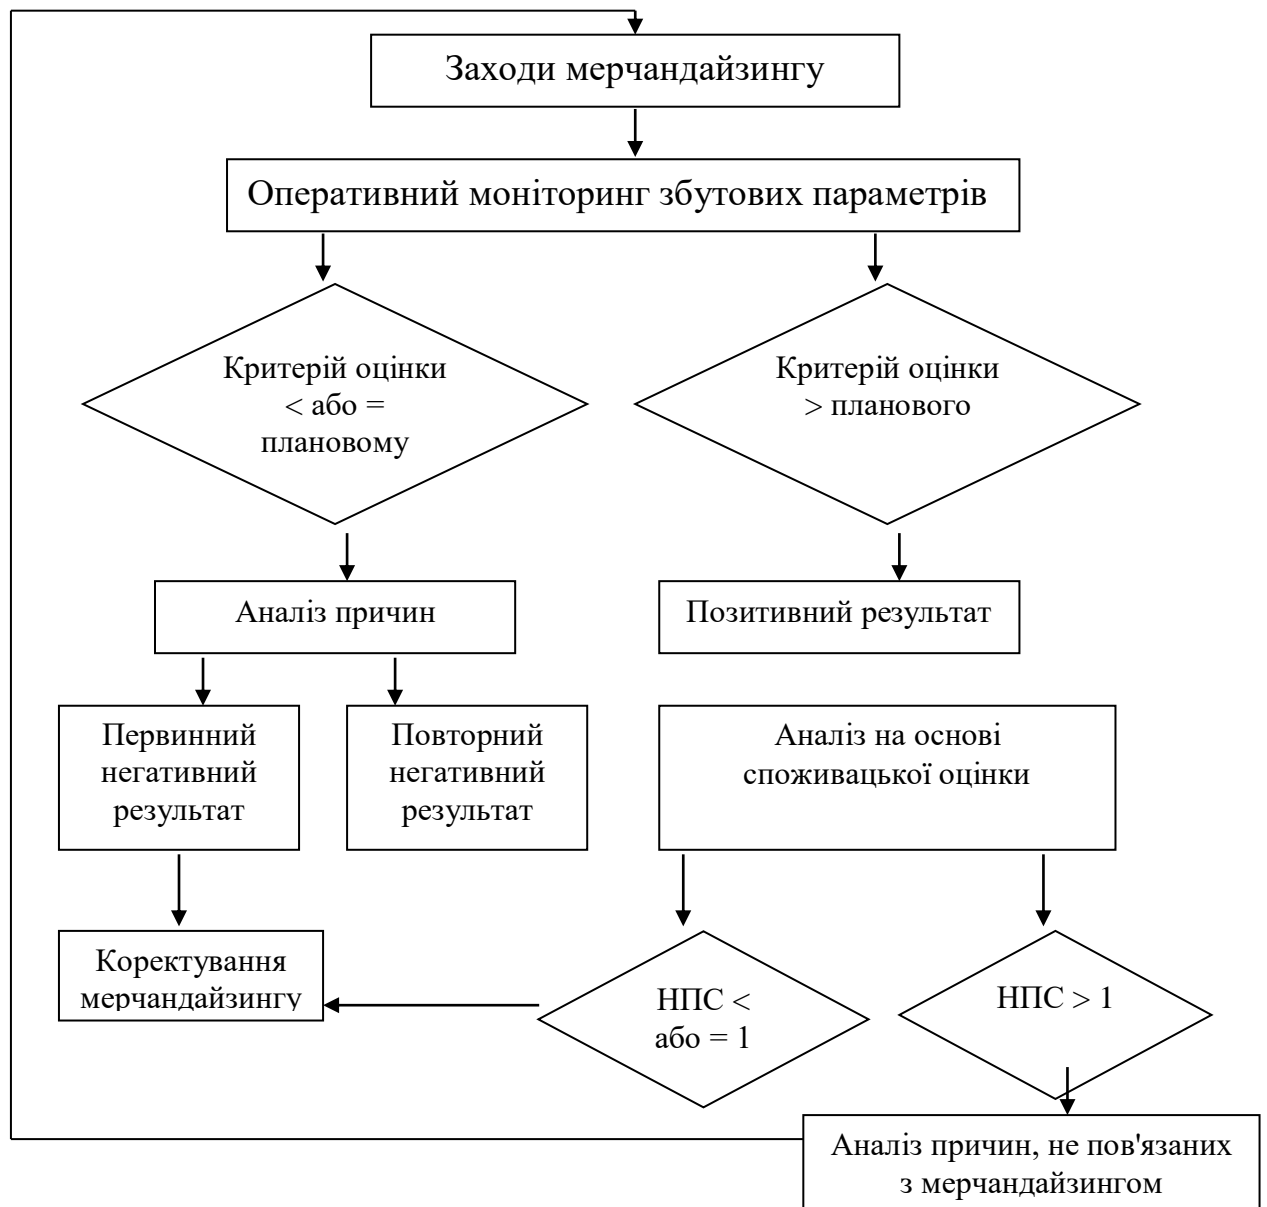 Заходи мерчандайзингу
Оперативний моніторинг збутових параметрів
Критерій оцінки
< або =
плановому
Критерій оцінки
> планового
Аналіз причин
Позитивний результат
Первинний
негативний
результат
Повторний
негативний
результат
Аналіз на основі
споживацької оцінки
Коректування
мерчандайзингу
НПС <
або = 1
НПС > 1
Аналіз причин, не пов'язаних
з мерчандайзингом